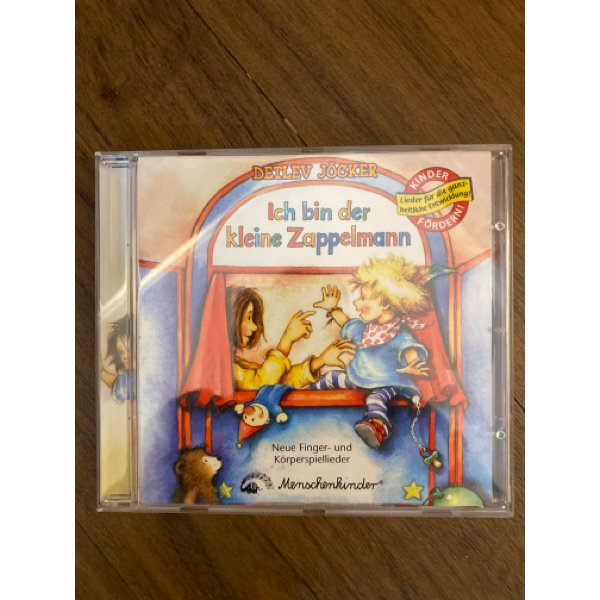 DETLEV JÖCKER
Ich bin der
kleine Zappelmann
KINDER
Lieder für die ganz-
heitliche Entwicklung!
FÖRDERN!
Neue Finger- und
Körperspiellieder
Menschenkinder®